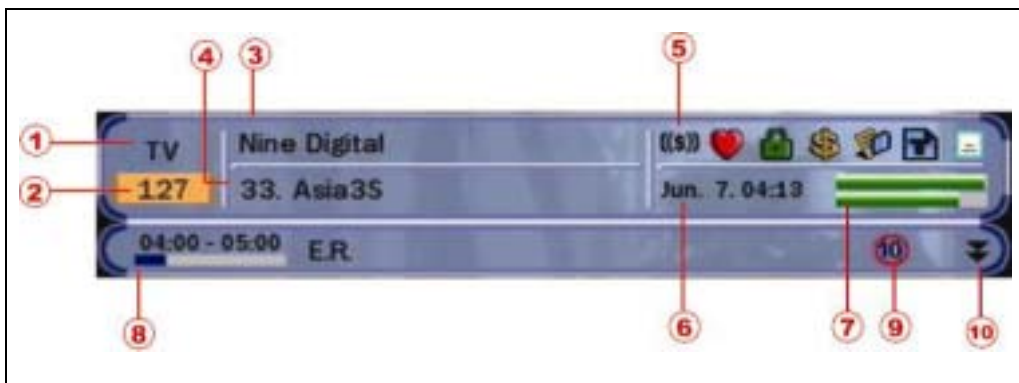 4 3 5
1 TV Nine Digital ((s))
2 127 33. Asia3S Jun. 7. 04:13
04:00 - 05:00 E.R. 10
8 6 7 9 10